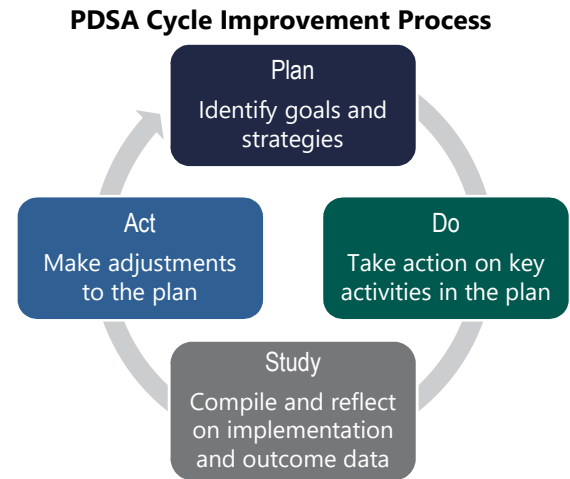 PDSA Cycle Improvement Process
Plan
Identify goals and
strategies
Act
Make adjustments
to the plan
Do
Take action on key
activities in the plan
Study
Compile and reflect
on implementation
and outcome data